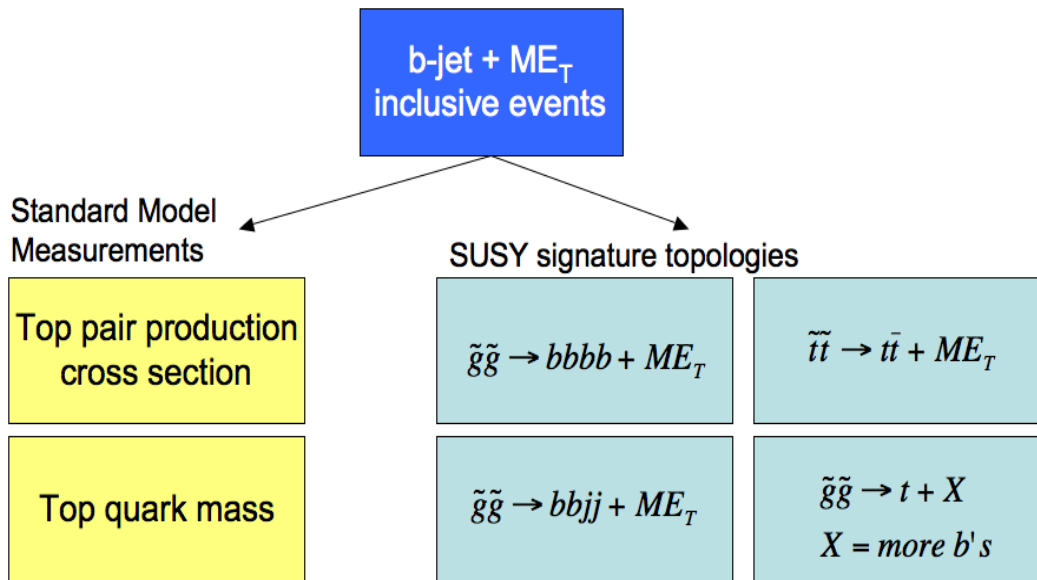 b-jet + ME_T
inclusive events
Standard Model
Measurements
SUSY signature topologies
Top pair production
cross section
g̃g̃ → bbbb + ME_T
t̃t̃ → tt̄ + ME_T
Top quark mass
g̃g̃ → bbjj + ME_T
g̃g̃ → t + X
X = more b's